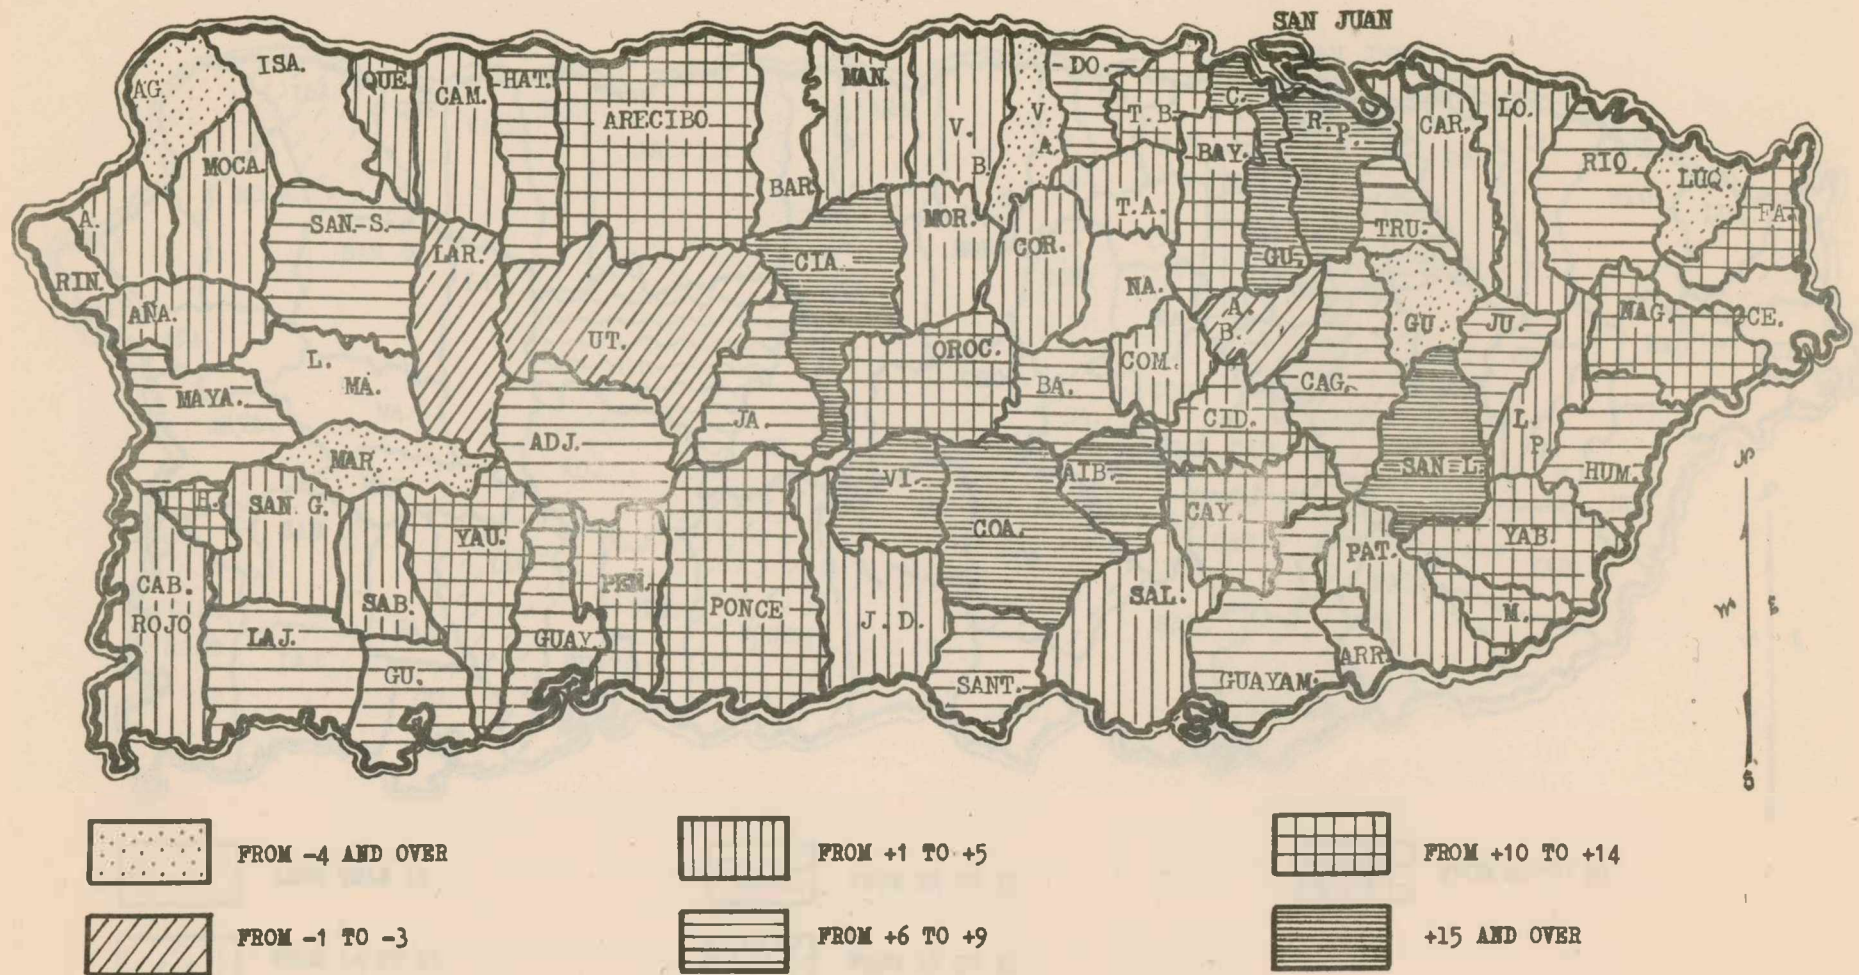 SAN JUAN
AG.
ISA.
QUE.
CAM.
HAT.
ARECIBO
BAR.
MAN.
V. B.
V. A.
DO.
T. B.
C.
R. P.
BAY.
CAR.
LO.
RIO.
LUQ.
FA.
MOCA.
A.
RIN.
SAN.-S.
LAR.
CIA.
MOR.
COR.
T.A.
NA.
GU.
TRU.
AÑA.
UT.
OROC.
A. B.
GU.
JU.
NAG.
CE.
L. MA.
MAYA.
ADJ.
JA.
BA.
COM.
CID.
CAG.
L. P.
MAR.
VI.
AIB.
SAN L.
HUM.
H.
SAN G.
YAU.
COA.
CAY.
PAT.
YAB.
CAB. ROJO
SAB.
PEN.
PONCE
J. D.
SAL.
M.
LAJ.
GU.
GUAY.
SANT.
GUAYAM.
ARR.
N
W E
S
FROM -4 AND OVER
FROM +1 TO +5
FROM +10 TO +14
FROM -1 TO -3
FROM +6 TO +9
+15 AND OVER